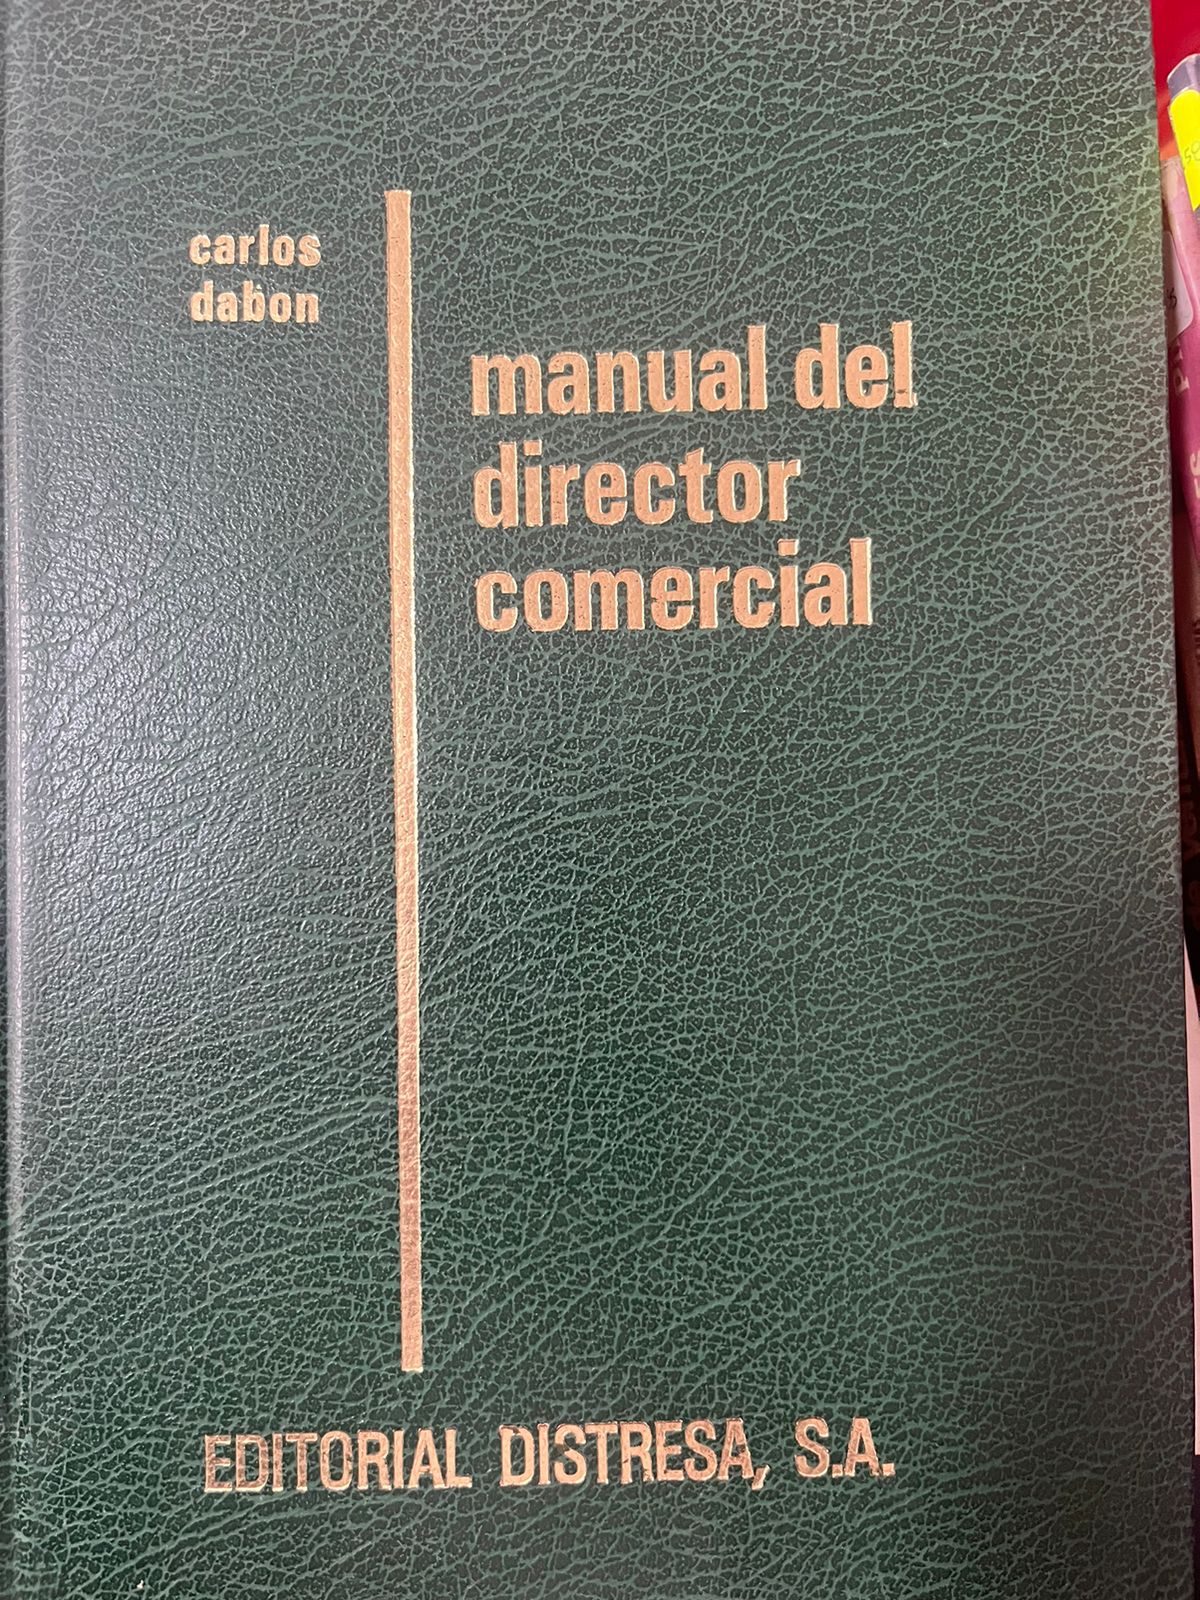 carlos
dabon
manual del
director
comercial
EDITORIAL DISTRESA, S.A.